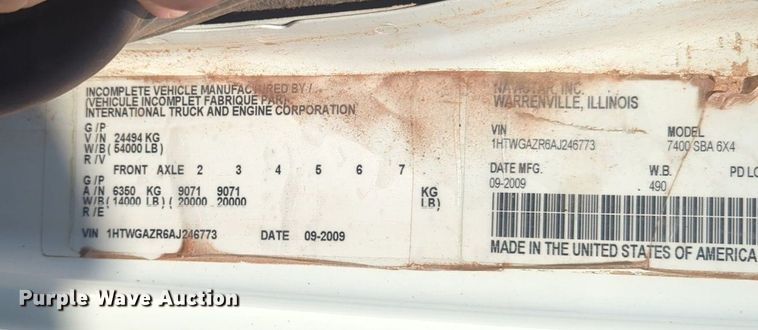 INCOMPLETE VEHICLE MANUFACTURED BY /
(VEHICULE INCOMPLET FABRIQUE PAR)
INTERNATIONAL TRUCK AND ENGINE CORPORATION
G / P
V / N 24494 KG
W/B ( 54000 LB)
R / V
FRONT AXLE 2 3 4 5 6 7
G / P
A / N 6350 KG 9071 9071 KG
W/B ( 14000 LB) ( 20000 - 20000 LB)
R / E
VIN 1HTWGAZR6AJ246773 DATE 09-2009
NAVISTAR, INC.
WARRENVILLE, ILLINOIS
VIN MODEL
1HTWGAZR6AJ246773 7400 SBA 6X4
DATE MFG. W.B. PD LO
09-2009 490
MADE IN THE UNITED STATES OF AMERICA
Purple Wave Auction